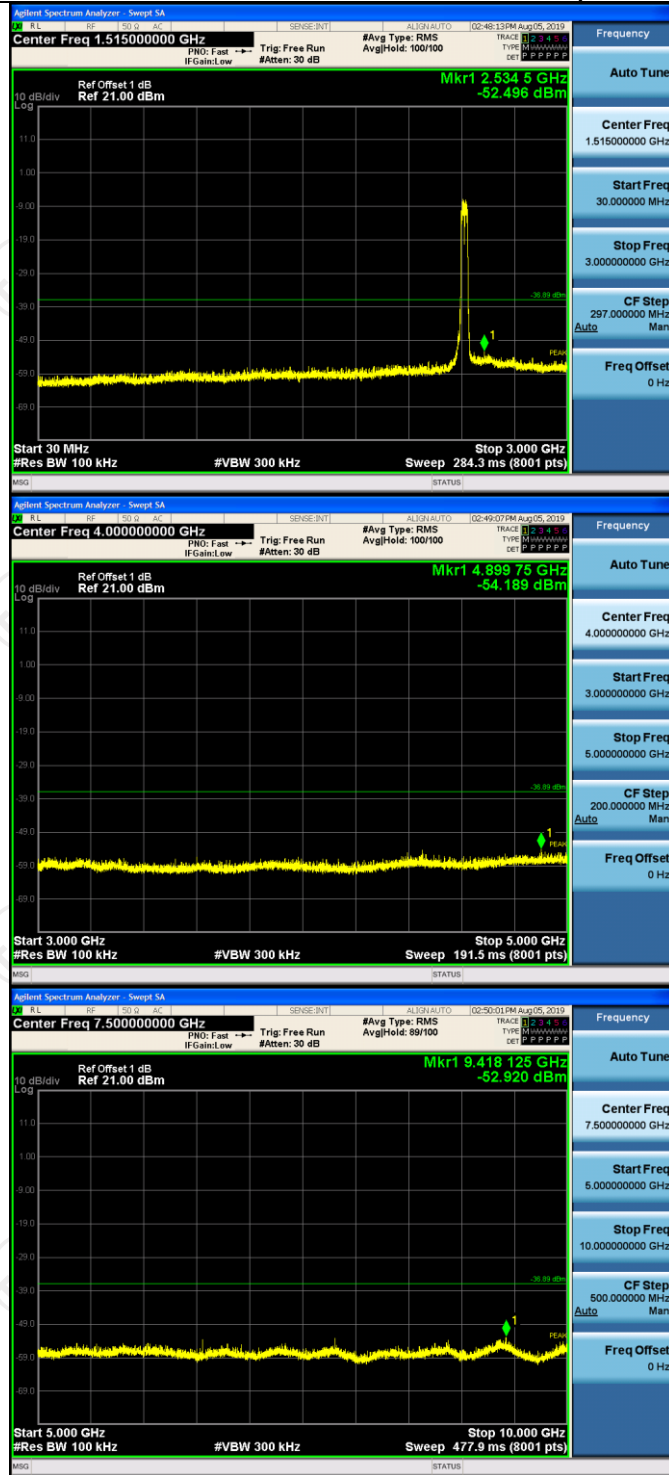 Agilent Spectrum Analyzer - Swept SA
RL RF 50 Ω AC SENSE:INT ALIGN AUTO 02:48:13 PM Aug 05, 2019
Center Freq 1.515000000 GHz #Avg Type: RMS TRACE 1 2 3 4 5 6
PNO: Fast Trig: Free Run Avg|Hold: 100/100 TYPE M
IFGain:Low #Atten: 30 dB DET P P P P P P
Frequency
Mkr1 2.534 5 GHz
-52.496 dBm
Ref Offset 1 dB
10 dB/div Ref 21.00 dBm
Log
11.0
1.00
-9.00
-19.0
-29.0
-36.89 dBm
-39.0
-49.0
1
PEAK
-59.0
-69.0
Start 30 MHz Stop 3.000 GHz
#Res BW 100 kHz #VBW 300 kHz Sweep 284.3 ms (8001 pts)
MSG STATUS
Auto Tune
Center Freq
1.515000000 GHz
Start Freq
30.000000 MHz
Stop Freq
3.000000000 GHz
CF Step
297.000000 MHz
Auto Man
Freq Offset
0 Hz
Agilent Spectrum Analyzer - Swept SA
RL RF 50 Ω AC SENSE:INT ALIGN AUTO 02:49:07 PM Aug 05, 2019
Center Freq 4.000000000 GHz #Avg Type: RMS TRACE 1 2 3 4 5 6
PNO: Fast Trig: Free Run Avg|Hold: 100/100 TYPE M
IFGain:Low #Atten: 30 dB DET P P P P P P
Frequency
Mkr1 4.899 75 GHz
-54.189 dBm
Ref Offset 1 dB
10 dB/div Ref 21.00 dBm
Log
11.0
1.00
-9.00
-19.0
-29.0
-36.89 dBm
-39.0
-49.0
1
PEAK
-59.0
-69.0
Start 3.000 GHz Stop 5.000 GHz
#Res BW 100 kHz #VBW 300 kHz Sweep 191.5 ms (8001 pts)
MSG STATUS
Auto Tune
Center Freq
4.000000000 GHz
Start Freq
3.000000000 GHz
Stop Freq
5.000000000 GHz
CF Step
200.000000 MHz
Auto Man
Freq Offset
0 Hz
Agilent Spectrum Analyzer - Swept SA
RL RF 50 Ω AC SENSE:INT ALIGN AUTO 02:50:01 PM Aug 05, 2019
Center Freq 7.500000000 GHz #Avg Type: RMS TRACE 1 2 3 4 5 6
PNO: Fast Trig: Free Run Avg|Hold: 89/100 TYPE M
IFGain:Low #Atten: 30 dB DET P P P P P P
Frequency
Mkr1 9.418 125 GHz
-52.920 dBm
Ref Offset 1 dB
10 dB/div Ref 21.00 dBm
Log
11.0
1.00
-9.00
-19.0
-29.0
-36.89 dBm
-39.0
-49.0
1
PEAK
-59.0
-69.0
Start 5.000 GHz Stop 10.000 GHz
#Res BW 100 kHz #VBW 300 kHz Sweep 477.9 ms (8001 pts)
MSG STATUS
Auto Tune
Center Freq
7.500000000 GHz
Start Freq
5.000000000 GHz
Stop Freq
10.000000000 GHz
CF Step
500.000000 MHz
Auto Man
Freq Offset
0 Hz